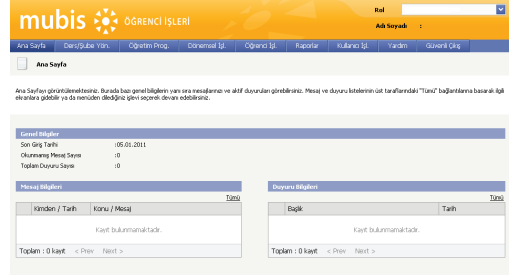 mubis ÖĞRENCİ İŞLERİ
Rol
Adı Soyadı :
Ana Sayfa Ders/Şube Yön. Öğretim Prog. Dönemsel İşl. Öğrenci İşl. Raporlar Kullanıcı İşl. Yardım Güvenli Çıkış
Ana Sayfa
Ana Sayfayı görüntülemektesiniz. Burada bazı genel bilgilerin yanı sıra mesajlarınızı ve aktif duyuruları görebilirsiniz. Mesaj ve duyuru listelerinin üst taraflarındaki "Tümü" bağlantılarına basarak ilgili
ekranlara gidebilir ya da menüden dilediğiniz işlevi seçerek devam edebilirsiniz.
Genel Bilgiler
Son Giriş Tarihi :05.01.2011
Okunmamış Mesaj Sayısı :0
Toplam Duyuru Sayısı :0
Mesaj Bilgileri
Tümü
Kimden / Tarih Konu / Mesaj
Kayıt bulunmamaktadır.
Toplam : 0 kayıt < Prev Next >
Duyuru Bilgileri
Tümü
Başlık Tarih
Kayıt bulunmamaktadır.
Toplam : 0 kayıt < Prev Next >